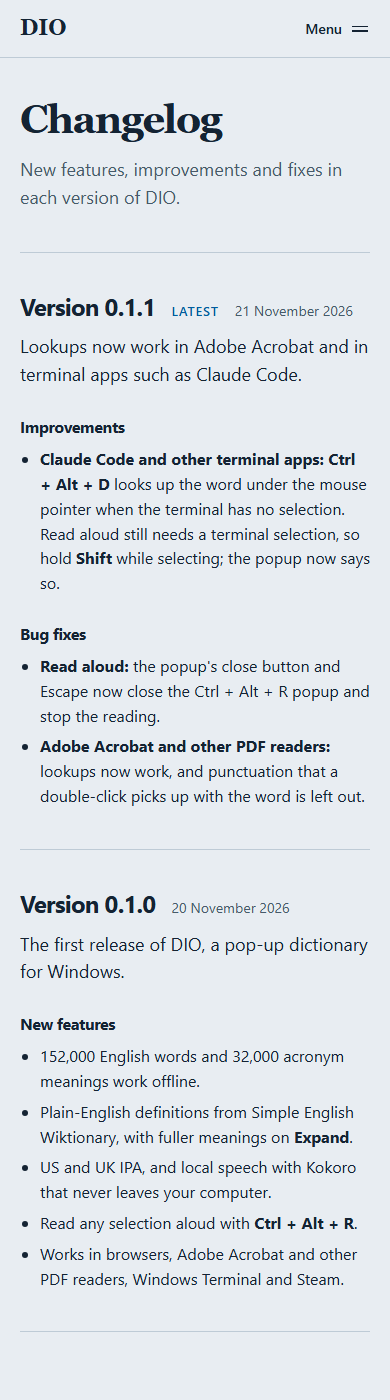 DIO
Menu
Changelog
New features, improvements and fixes in
each version of DIO.
Version 0.1.1 LATEST 21 November 2026
Lookups now work in Adobe Acrobat and in
terminal apps such as Claude Code.
Improvements
• Claude Code and other terminal apps: Ctrl
+ Alt + D looks up the word under the mouse
pointer when the terminal has no selection.
Read aloud still needs a terminal selection, so
hold Shift while selecting; the popup now says
so.
Bug fixes
• Read aloud: the popup's close button and
Escape now close the Ctrl + Alt + R popup and
stop the reading.
• Adobe Acrobat and other PDF readers:
lookups now work, and punctuation that a
double-click picks up with the word is left out.
Version 0.1.0 20 November 2026
The first release of DIO, a pop-up dictionary
for Windows.
New features
• 152,000 English words and 32,000 acronym
meanings work offline.
• Plain-English definitions from Simple English
Wiktionary, with fuller meanings on Expand.
• US and UK IPA, and local speech with Kokoro
that never leaves your computer.
• Read any selection aloud with Ctrl + Alt + R.
• Works in browsers, Adobe Acrobat and other
PDF readers, Windows Terminal and Steam.